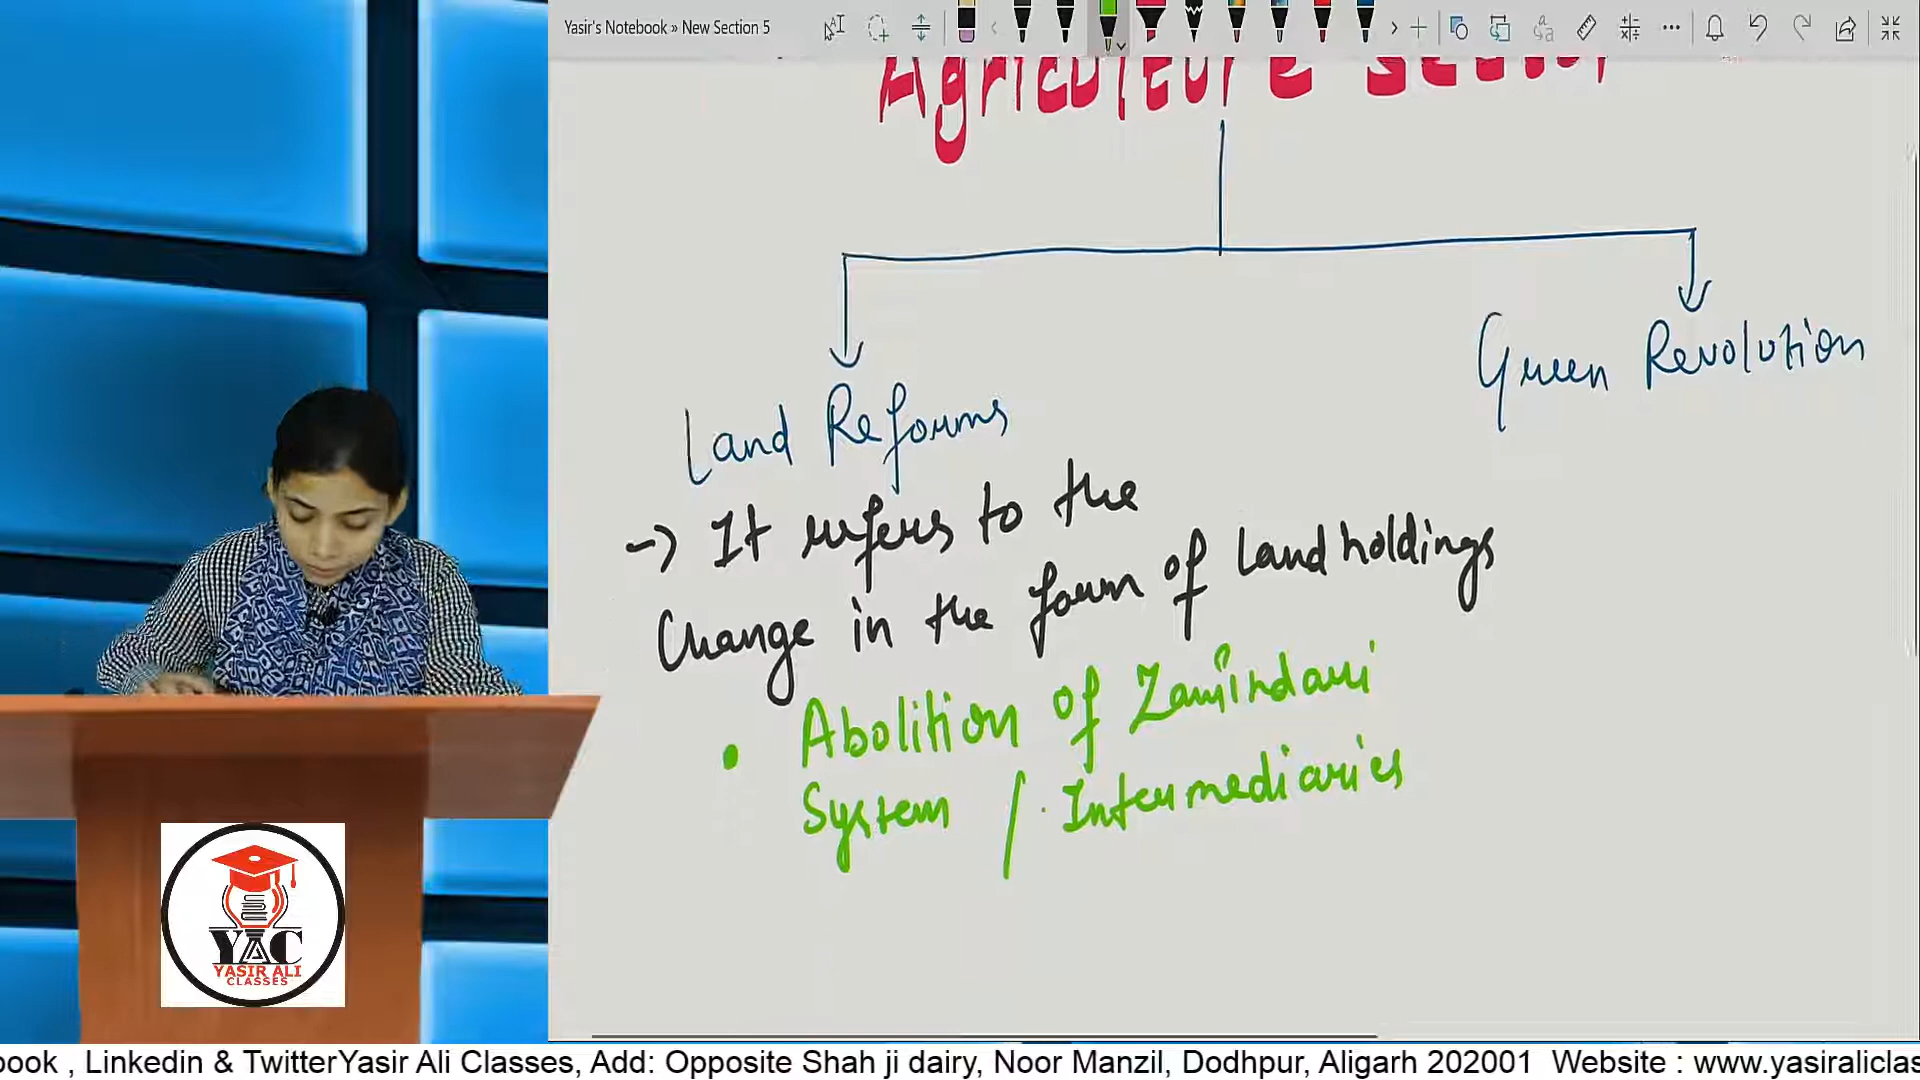 Yasir's Notebook » New Section 5
Agriculture Sector
Land Reforms
Green Revolution
-> It refers to the
Change in the form of landholdings
• Abolition of Zamindari
System / Intermediaries
YAC
YASIR ALI
CLASSES
ook , Linkedin & TwitterYasir Ali Classes, Add: Opposite Shah ji dairy, Noor Manzil, Dodhpur, Aligarh 202001 Website : www.yasiraliclas